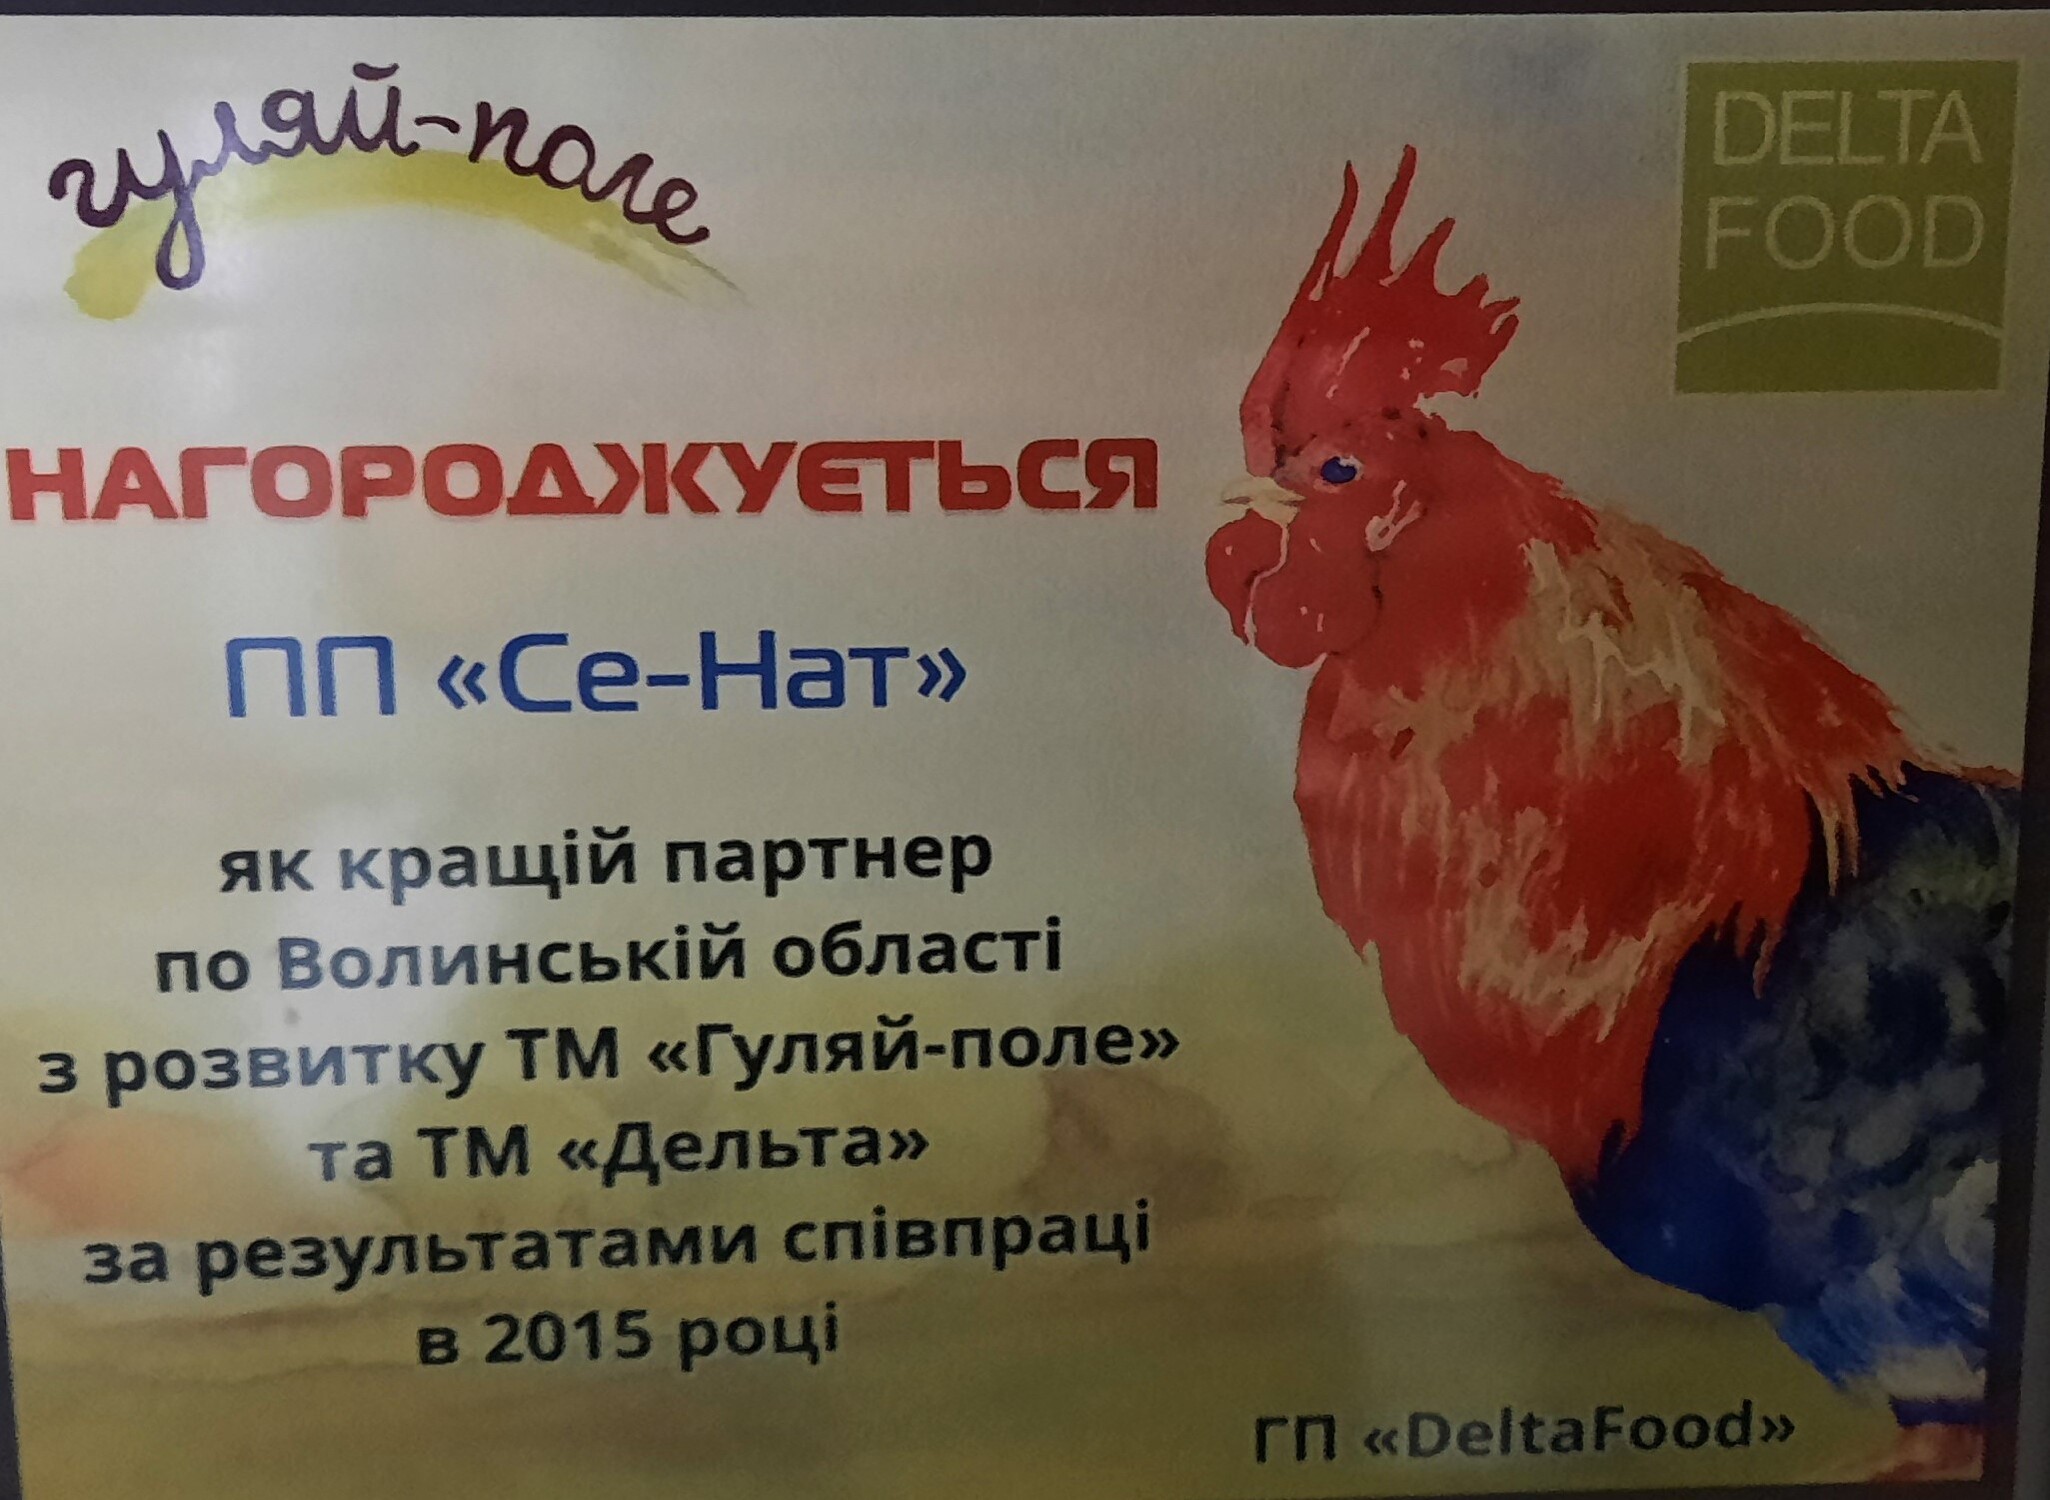 гуляй-поле
DELTA
FOOD
НАГОРОДЖУЄТЬСЯ
ПП «Се-Нат»
як кращій партнер
по Волинській області
з розвитку ТМ «Гуляй-поле»
та ТМ «Дельта»
за результатами співпраці
в 2015 році
ГП «DeltaFood»